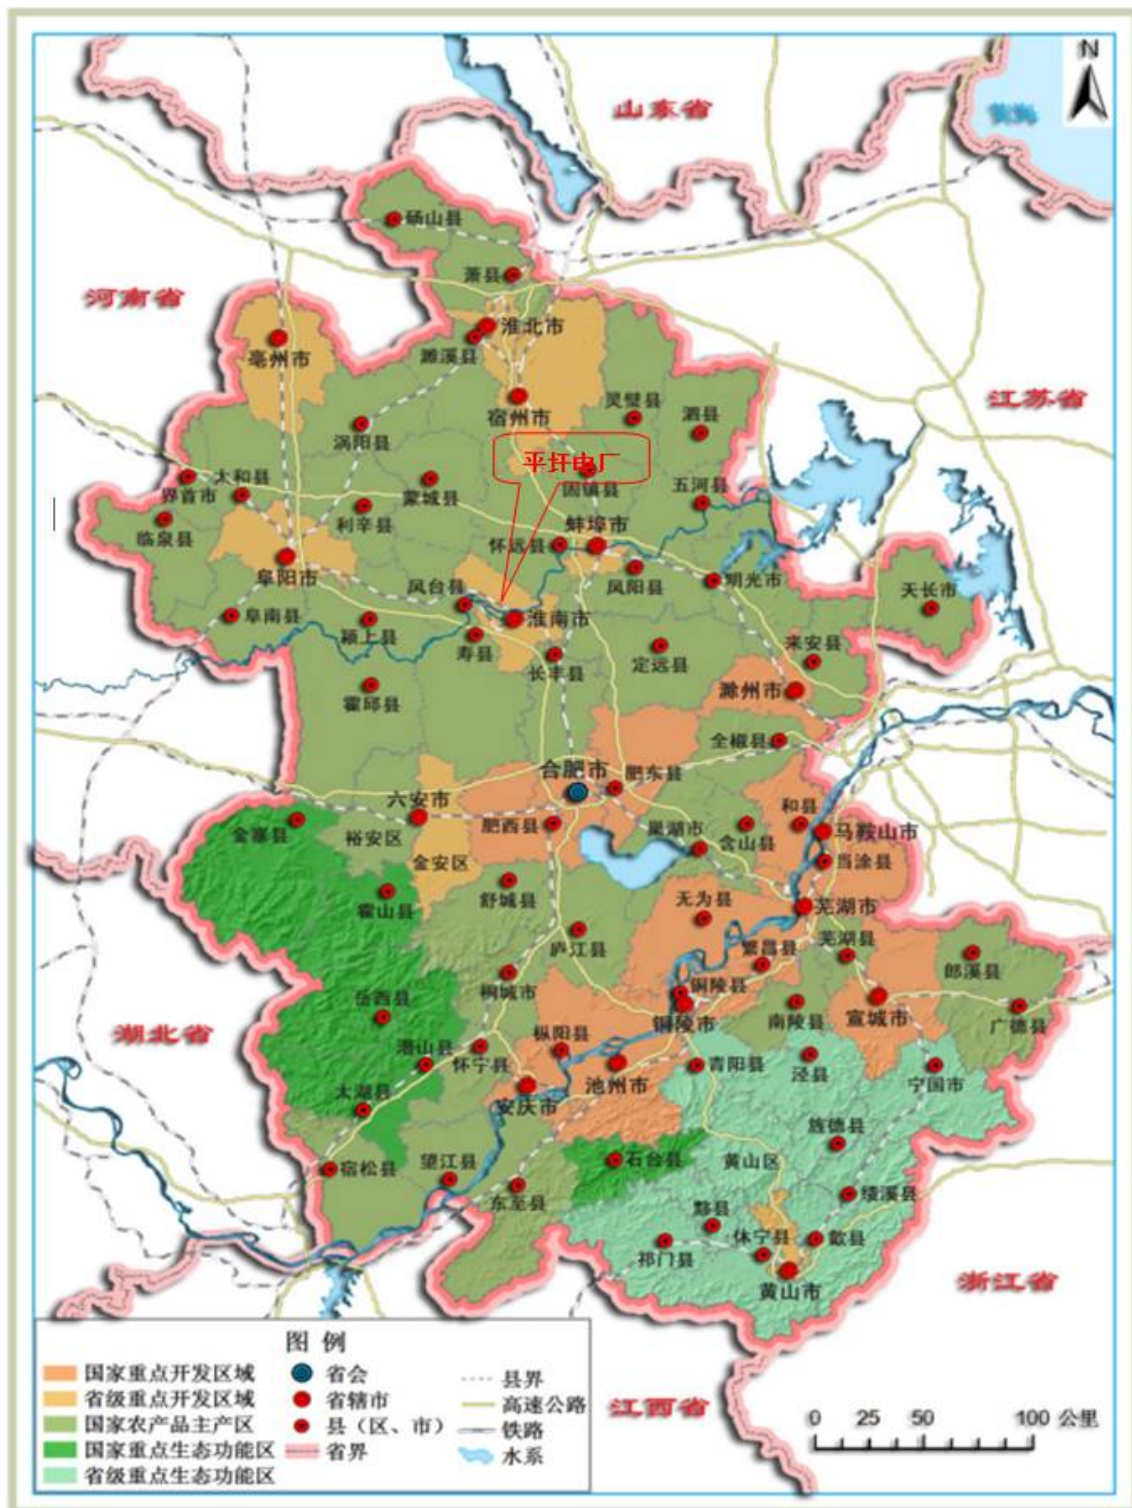 N
山东省
黄海
砀山县
萧县
河南省
淮北市
濉溪县
亳州市
江苏省
宿州市
灵璧县
泗县
涡阳县
平圩电厂
太和县
界首市
蒙城县
固镇县
五河县
利辛县
临泉县
蚌埠市
怀远县
阜阳市
凤台县
凤阳县
明光市
天长市
阜南县
颍上县
淮南市
寿县
长丰县
定远县
来安县
霍邱县
滁州市
全椒县
合肥市
肥东县
六安市
金寨县
裕安区
肥西县
巢湖市
和县
马鞍山市
含山县
金安区
当涂县
舒城县
霍山县
无为县
芜湖市
庐江县
繁昌县
芜湖县
郎溪县
桐城市
铜陵县
岳西县
湖北省
枞阳县
铜陵市
南陵县
宣城市
广德县
潜山县
怀宁县
池州市
青阳县
泾县
宁国市
太湖县
安庆市
旌德县
宿松县
望江县
石台县
黄山区
东至县
绩溪县
黟县
休宁县
歙县
祁门县
黄山市
浙江省
图 例
国家重点开发区域
省级重点开发区域
国家农产品主产区
国家重点生态功能区
省级重点生态功能区
省会
省辖市
县（区、市）
省界
县界
高速公路
铁路
水系
江西省
0 25 50 100 公里